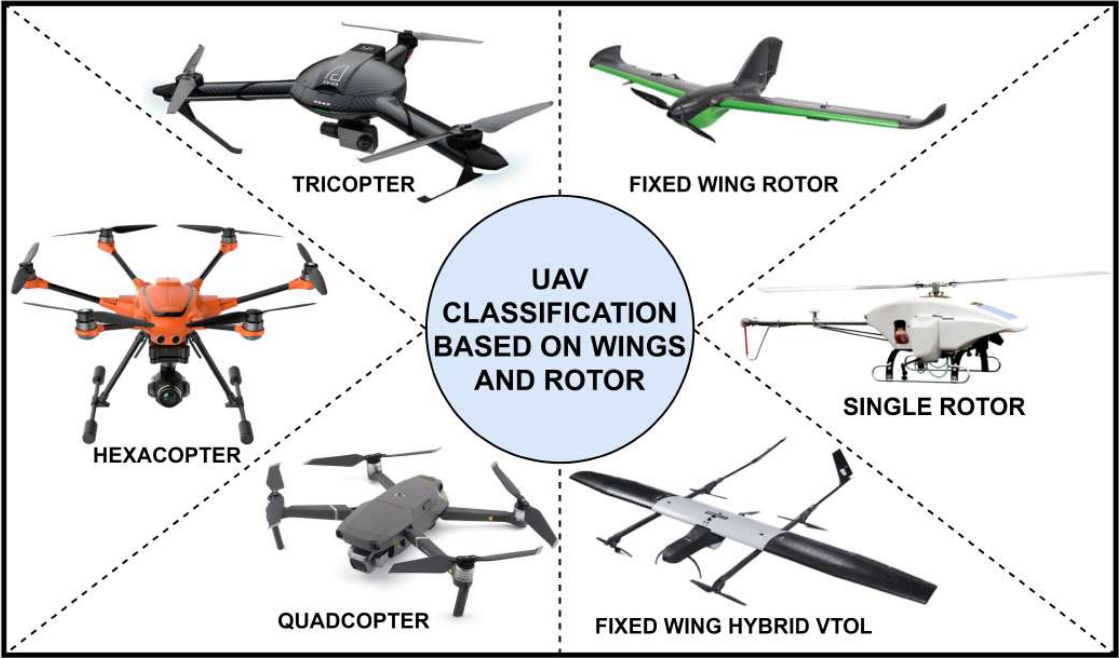 TRICOPTER
FIXED WING ROTOR
UAV
CLASSIFICATION
BASED ON WINGS
AND ROTOR
SINGLE ROTOR
HEXACOPTER
QUADCOPTER
FIXED WING HYBRID VTOL